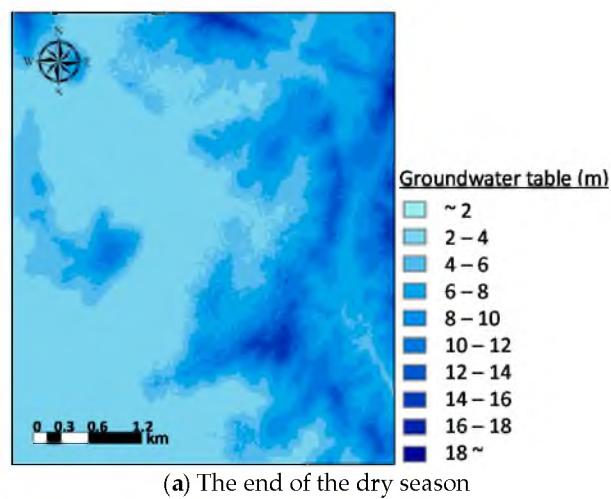 N
W E
S
Groundwater table (m)
~ 2
2 – 4
4 – 6
6 – 8
8 – 10
10 – 12
12 – 14
14 – 16
16 – 18
18 ~
0 0.3 0.6 1.2
km
(a) The end of the dry season